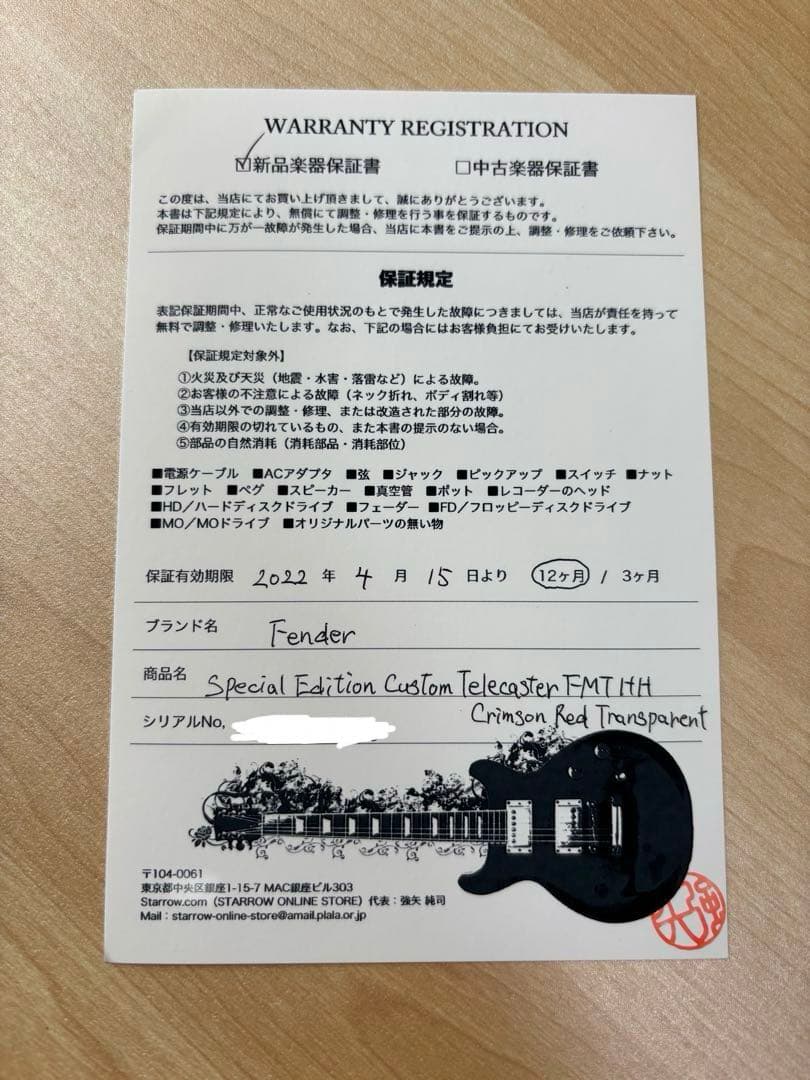 WARRANTY REGISTRATION
☑新品楽器保証書 □中古楽器保証書
この度は、当店にてお買い上げ頂きまして、誠にありがとうございます。
本書は下記規定により、無償にて調整・修理を行う事を保証するものです。
保証期間中に万が一故障が発生した場合、当店に本書をご提示の上、調整・修理をご依頼下さい。
保証規定
表記保証期間中、正常なご使用状況のもとで発生した故障につきましては、当店が責任を持って
無料で調整・修理いたします。なお、下記の場合にはお客様負担にてお受けいたします。
【保証規定対象外】
①火災及び天災（地震・水害・落雷など）による故障。
②お客様の不注意による故障（ネック折れ、ボディ割れ等）
③当店以外での調整・修理、または改造された部分の故障。
④有効期限の切れているもの、また本書の提示のない場合。
⑤部品の自然消耗（消耗部品・消耗部位）
■電源ケーブル ■ACアダプタ ■弦 ■ジャック ■ピックアップ ■スイッチ ■ナット
■フレット ■ペグ ■スピーカー ■真空管 ■ポット ■レコーダーのヘッド
■HD／ハードディスクドライブ ■フェーダー ■FD／フロッピーディスクドライブ
■MO／MOドライブ ■オリジナルパーツの無い物
保証有効期限 2022 年 4 月 15 日より 12ヶ月 / 3ヶ月
ブランド名 Fender
商品名 Special Edition Custom Telecaster FMT HH
シリアルNo, Crimson Red Transparent
〒104-0061
東京都中央区銀座1-15-7 MAC銀座ビル303
Starrow.com（STARROW ONLINE STORE）代表：強矢 純司
Mail：starrow-online-store@amail.plala.or.jp
強矢